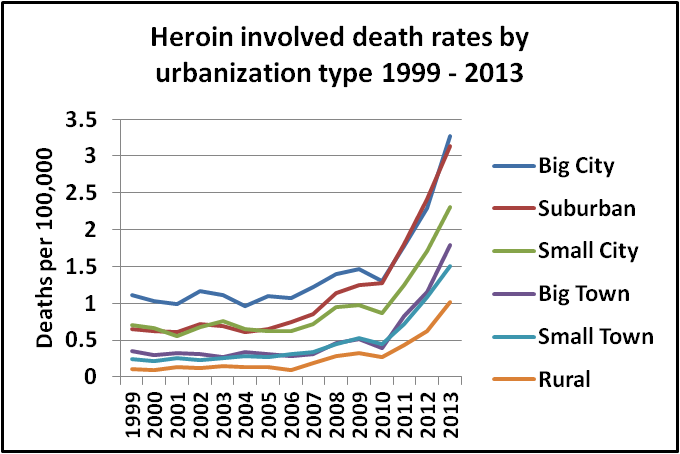 Heroin involved death rates by
urbanization type 1999 - 2013
Deaths per 100,000
3.5
3
2.5
2
1.5
1
0.5
0
1999
2000
2001
2002
2003
2004
2005
2006
2007
2008
2009
2010
2011
2012
2013
Big City
Suburban
Small City
Big Town
Small Town
Rural